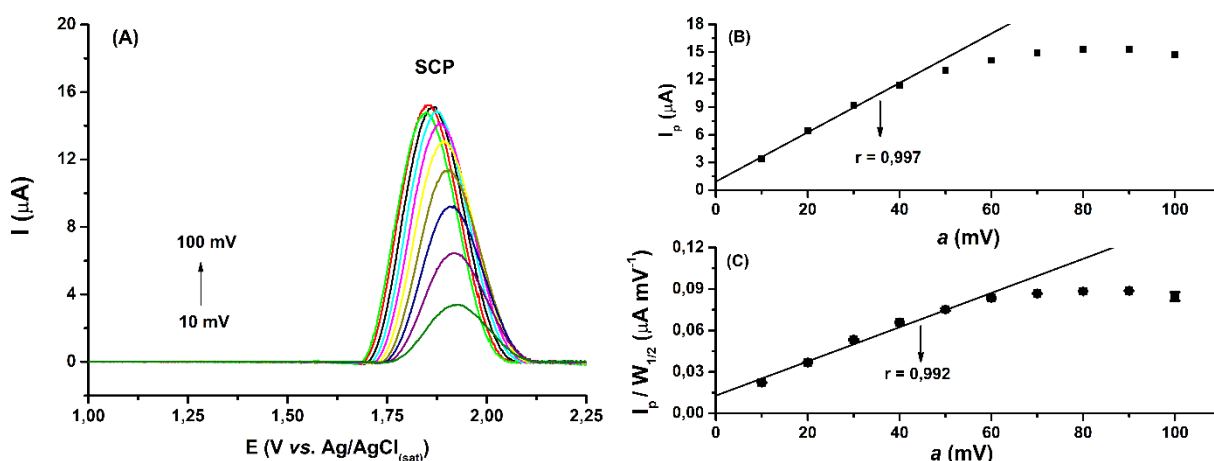 (A)
SCP
100 mV
10 mV
I (µA)
20
16
12
8
4
0
1,00 1,25 1,50 1,75 2,00 2,25
E (V vs. Ag/AgCl(sat))
(B)
Ip (µA)
18
15
12
9
6
3
0
r = 0,997
0 20 40 60 80 100
a (mV)
(C)
Ip / W1/2 (µA mV-1)
0,12
0,09
0,06
0,03
0,00
r = 0,992
0 20 40 60 80 100
a (mV)